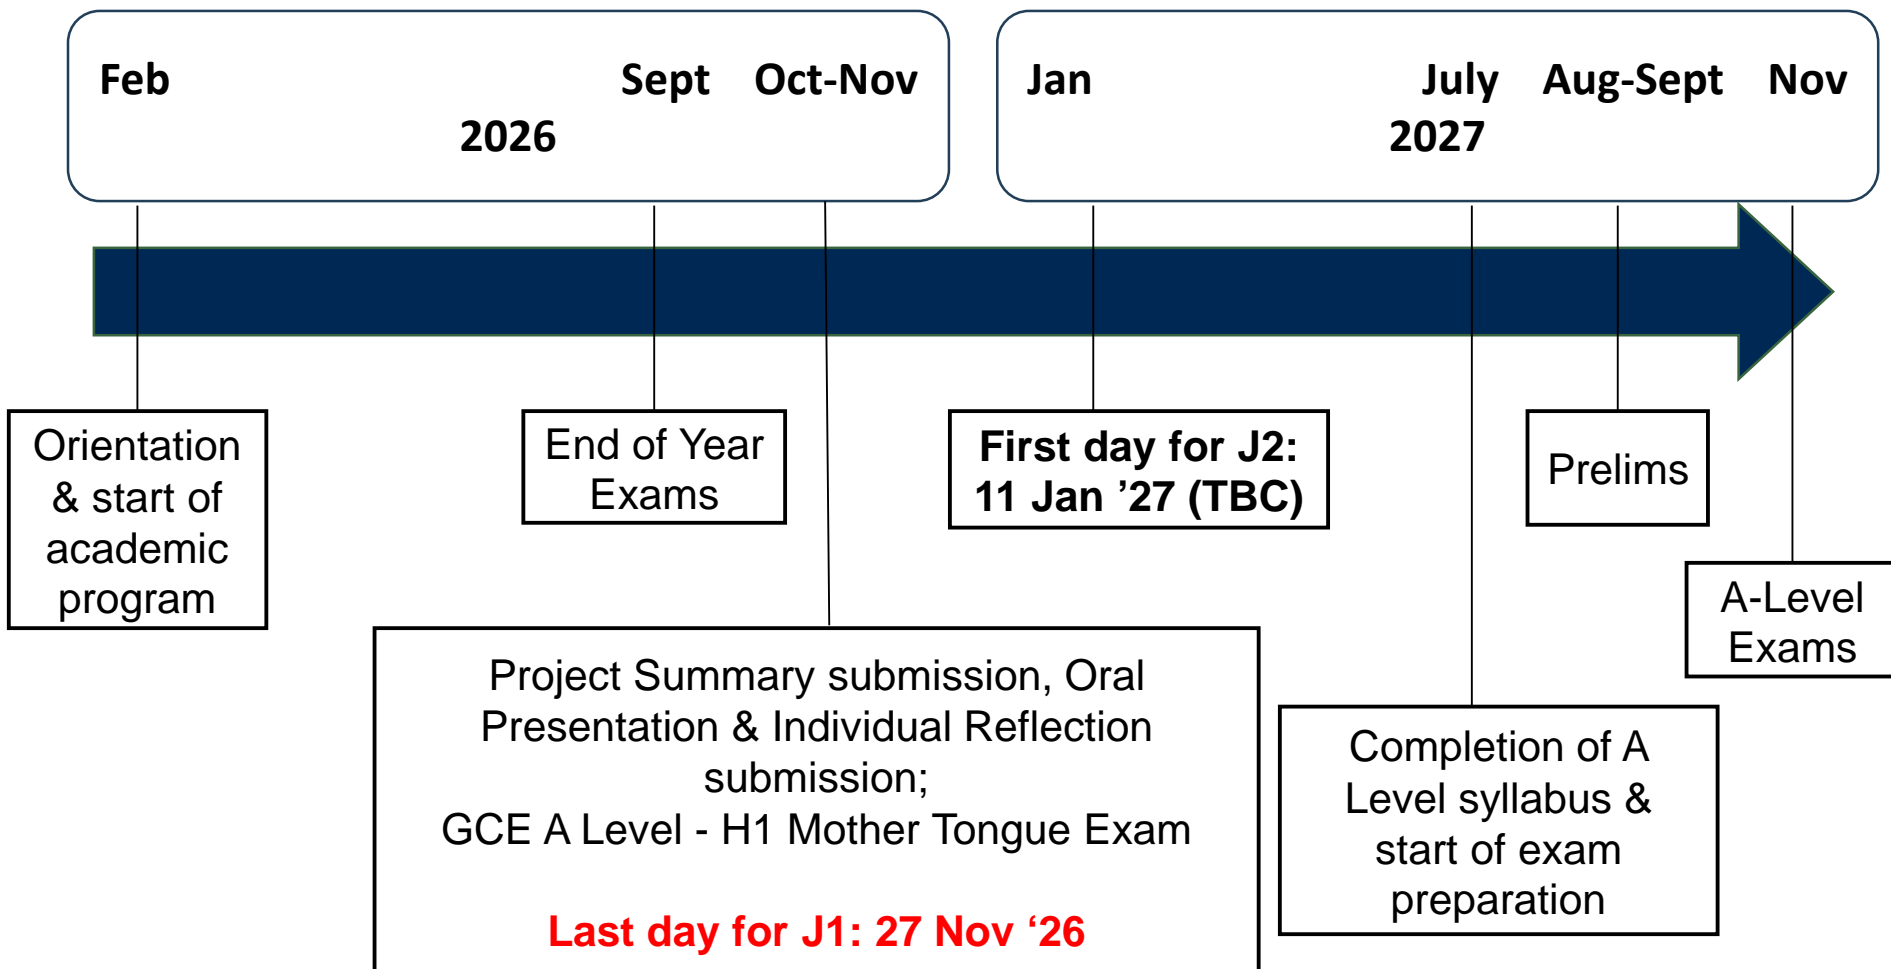 Feb Sept Oct-Nov
2026
Jan July Aug-Sept Nov
2027
Orientation
& start of
academic
program
End of Year
Exams
Project Summary submission, Oral
Presentation & Individual Reflection
submission;
GCE A Level - H1 Mother Tongue Exam
Last day for J1: 27 Nov ‘26
First day for J2:
11 Jan ’27 (TBC)
Completion of A
Level syllabus &
start of exam
preparation
Prelims
A-Level
Exams